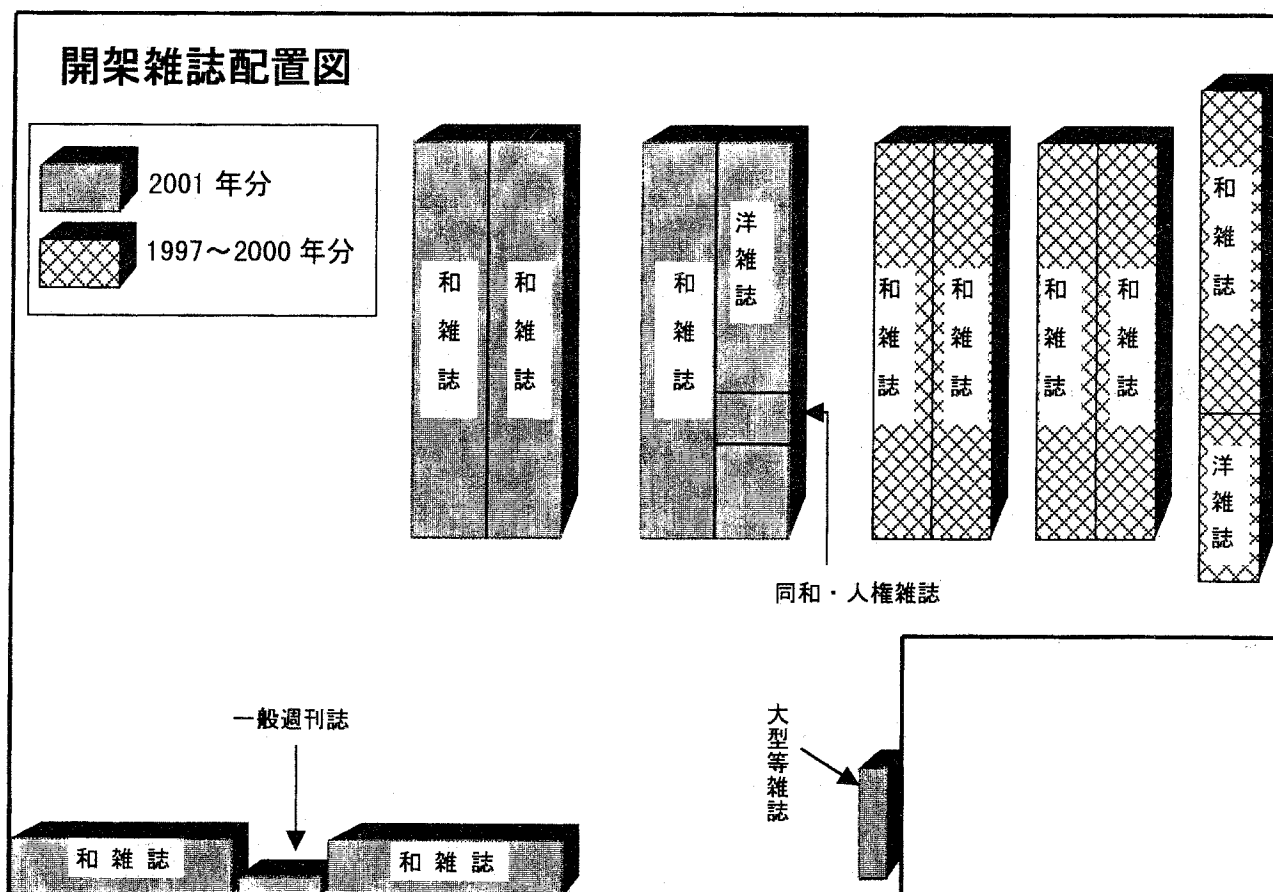 開架雑誌配置図
2001 年分
1997～2000 年分
和雑誌
和雑誌
和雑誌
洋雑誌
和雑誌
和雑誌
和雑誌
和雑誌
和雑誌
洋雑誌
同和・人権雑誌
一般週刊誌
大型等雑誌
和雑誌
和雑誌